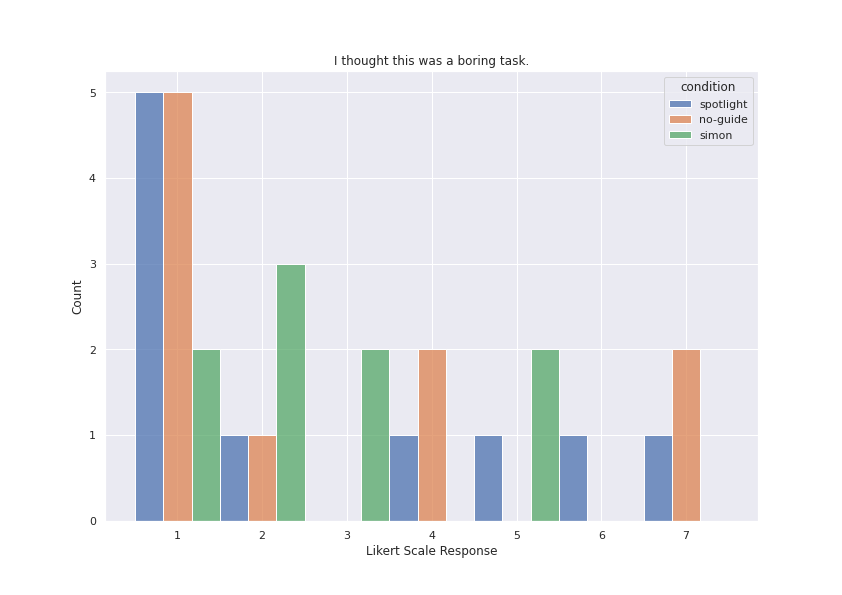 I thought this was a boring task.
condition
spotlight
no-guide
simon
Count
5
4
3
2
1
0
1 2 3 4 5 6 7
Likert Scale Response